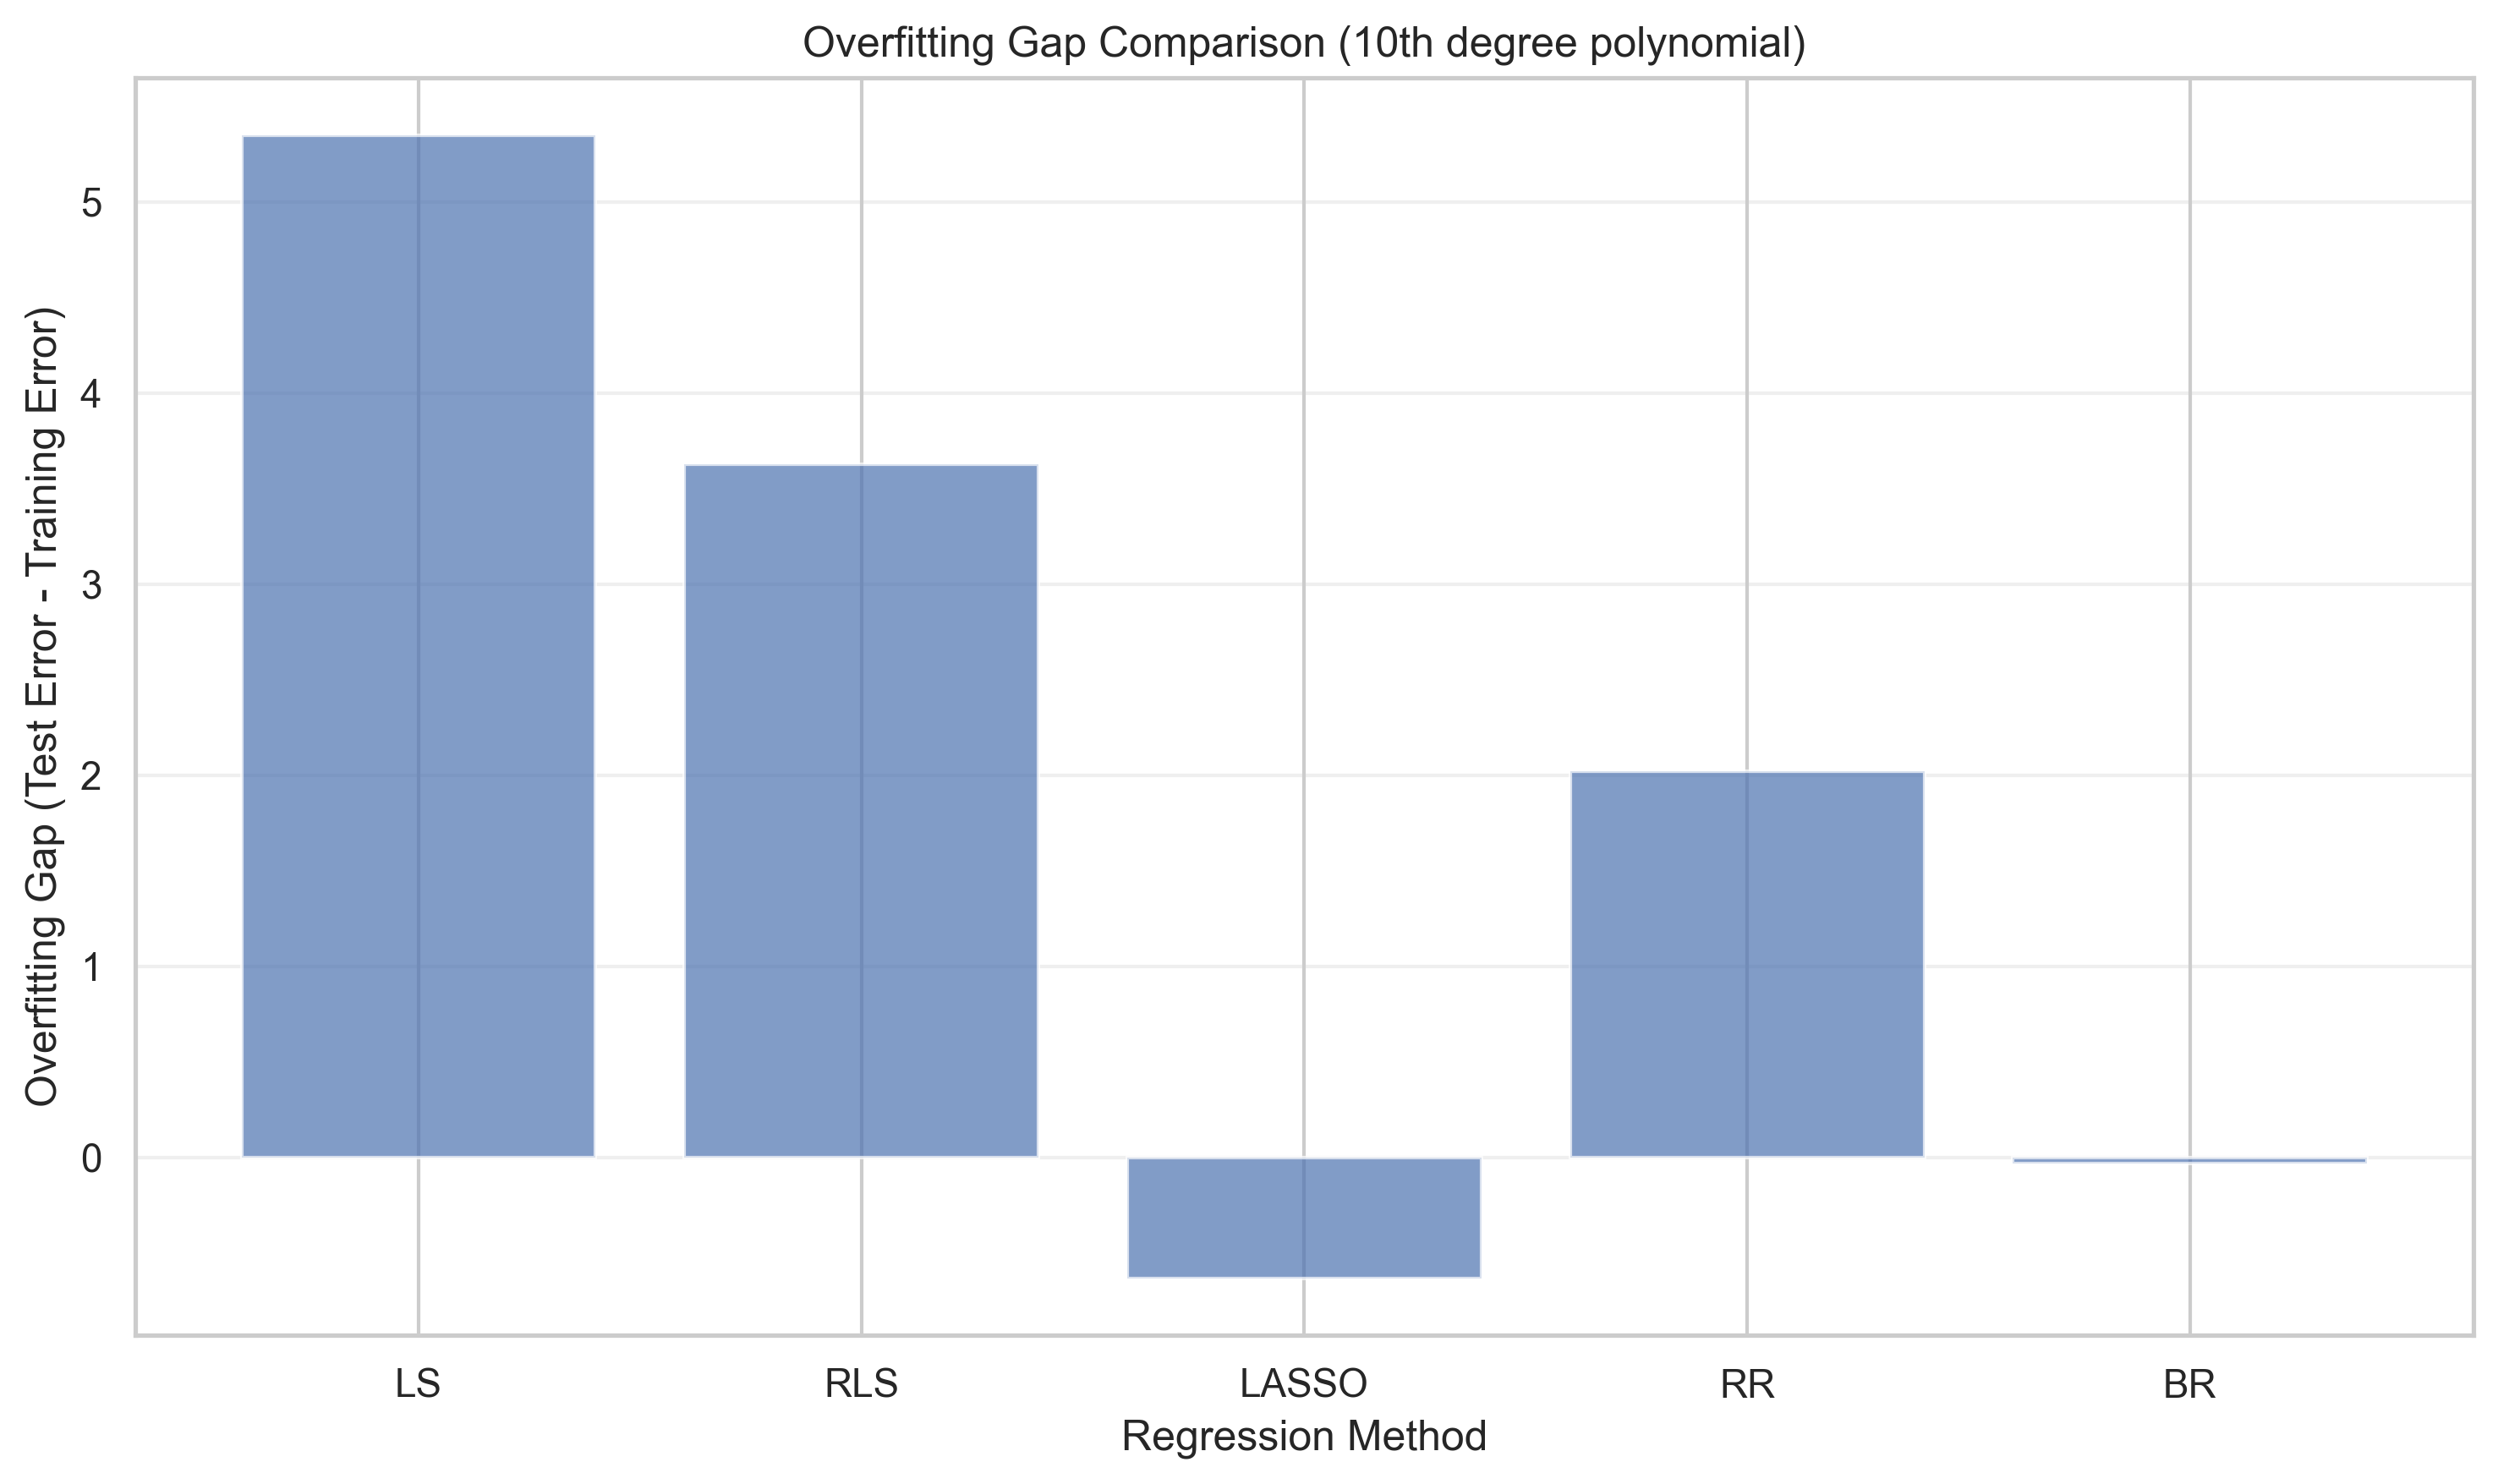 Overfitting Gap Comparison (10th degree polynomial)
Overfitting Gap (Test Error - Training Error)
5
4
3
2
1
0
LS RLS LASSO RR BR
Regression Method